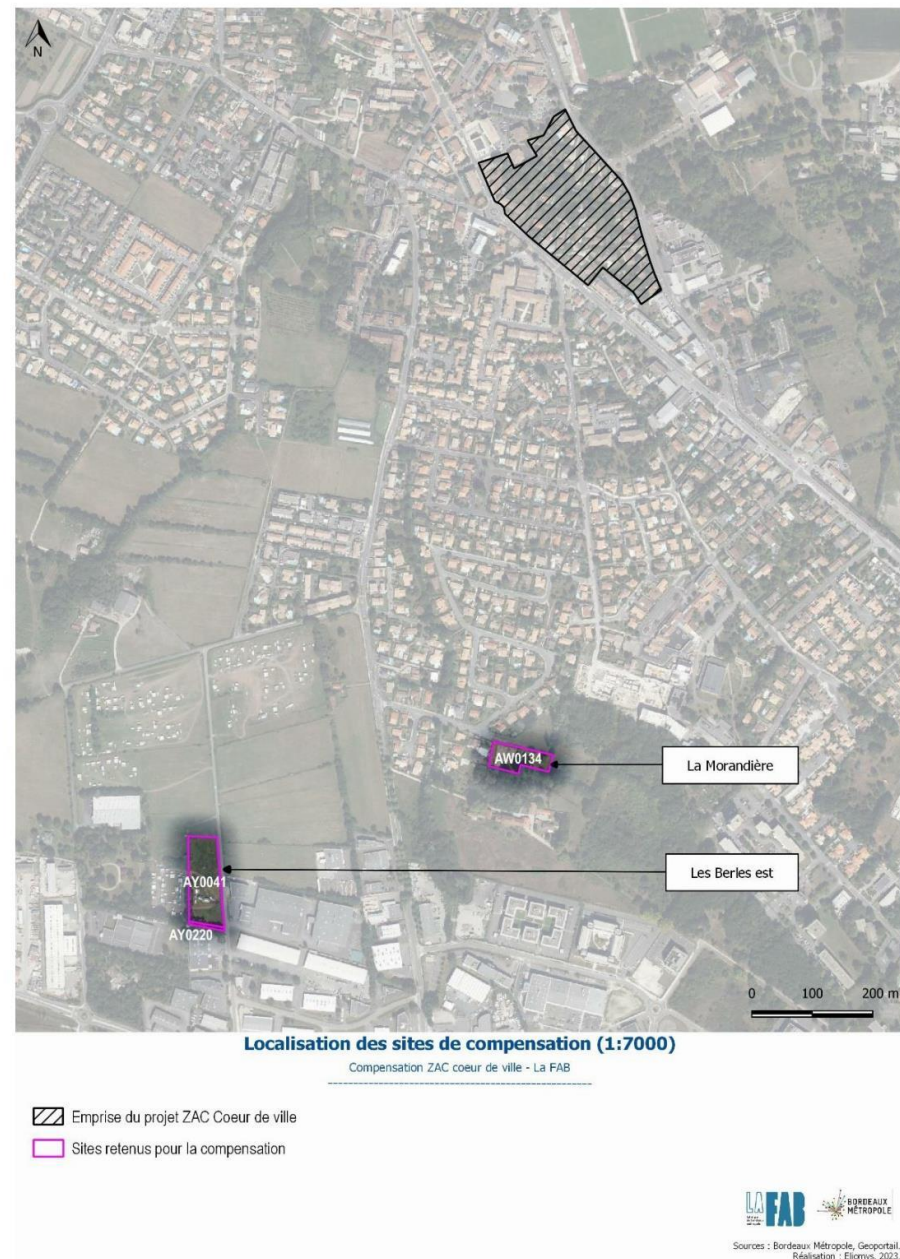 N
AW0134
La Morandière
Les Berles est
AY0041
AY0220
0 100 200 m
Localisation des sites de compensation (1:7000)
Compensation ZAC coeur de ville - La FAB
Emprise du projet ZAC Coeur de ville
Sites retenus pour la compensation
LA FAB
BORDEAUX
MÉTROPOLE
Sources : Bordeaux Métropole, Geoportail.
Réalisation : Eliomys, 2023.